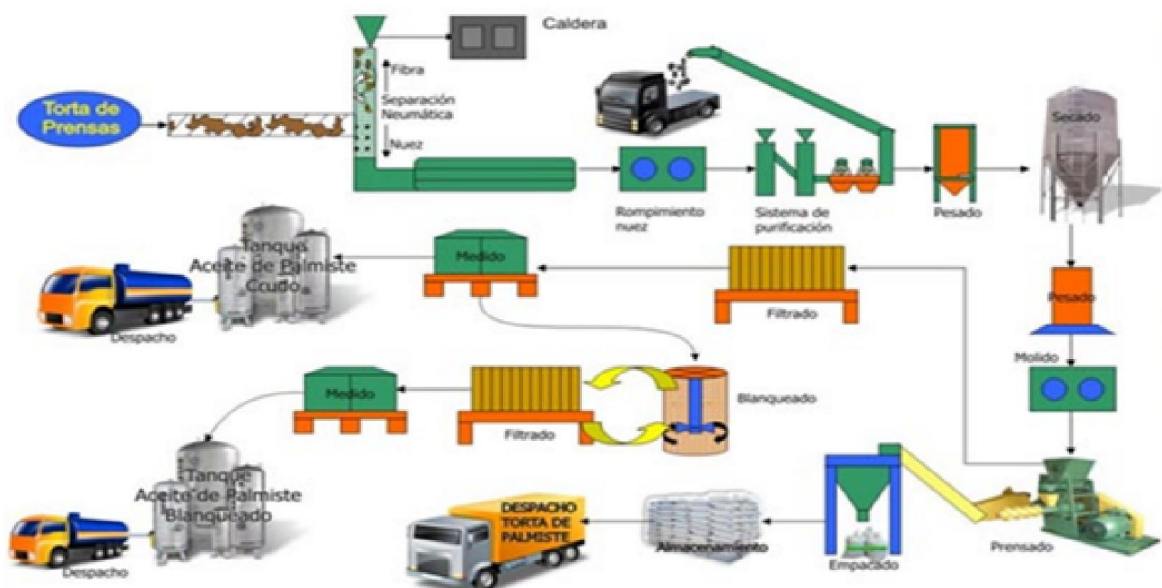 Caldera
Fibra
Torta de
Prensas
Separación
Neumática
Nuez
Secado
Rompimiento
nuez
Sistema de
purificación
Pesado
Tanque
Aceite de Palmiste
Crudo
Medido
Despacho
Filtrado
Pesado
Molido
Medido
Filtrado
Blanqueado
Tanque
Aceite de Palmiste
Blanqueado
Despacho
DESPACHO
TORTA DE
PALMISTE
Almacenamiento
Empacado
Prensado